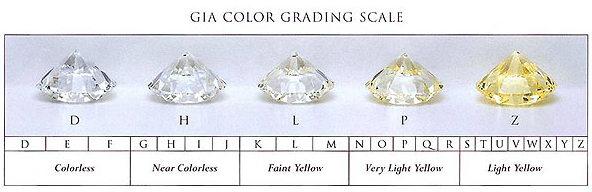 GIA COLOR GRADING SCALE
D H L P Z
D E F G H I J K L M N O P Q R S T U V W X Y Z
Colorless Near Colorless Faint Yellow Very Light Yellow Light Yellow